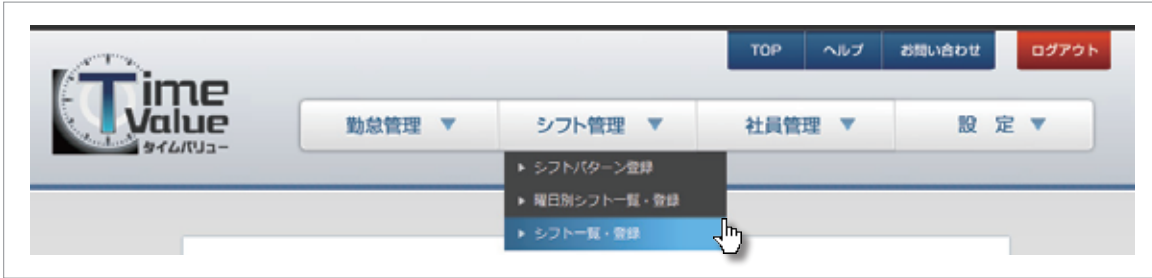 TOP ヘルプ お問い合わせ ログアウト
Time
Value
タイムバリュー
勤怠管理 ▼ シフト管理 ▼ 社員管理 ▼ 設 定 ▼
▶ シフトパターン登録
▶ 曜日別シフト一覧・登録
▶ シフト一覧・登録